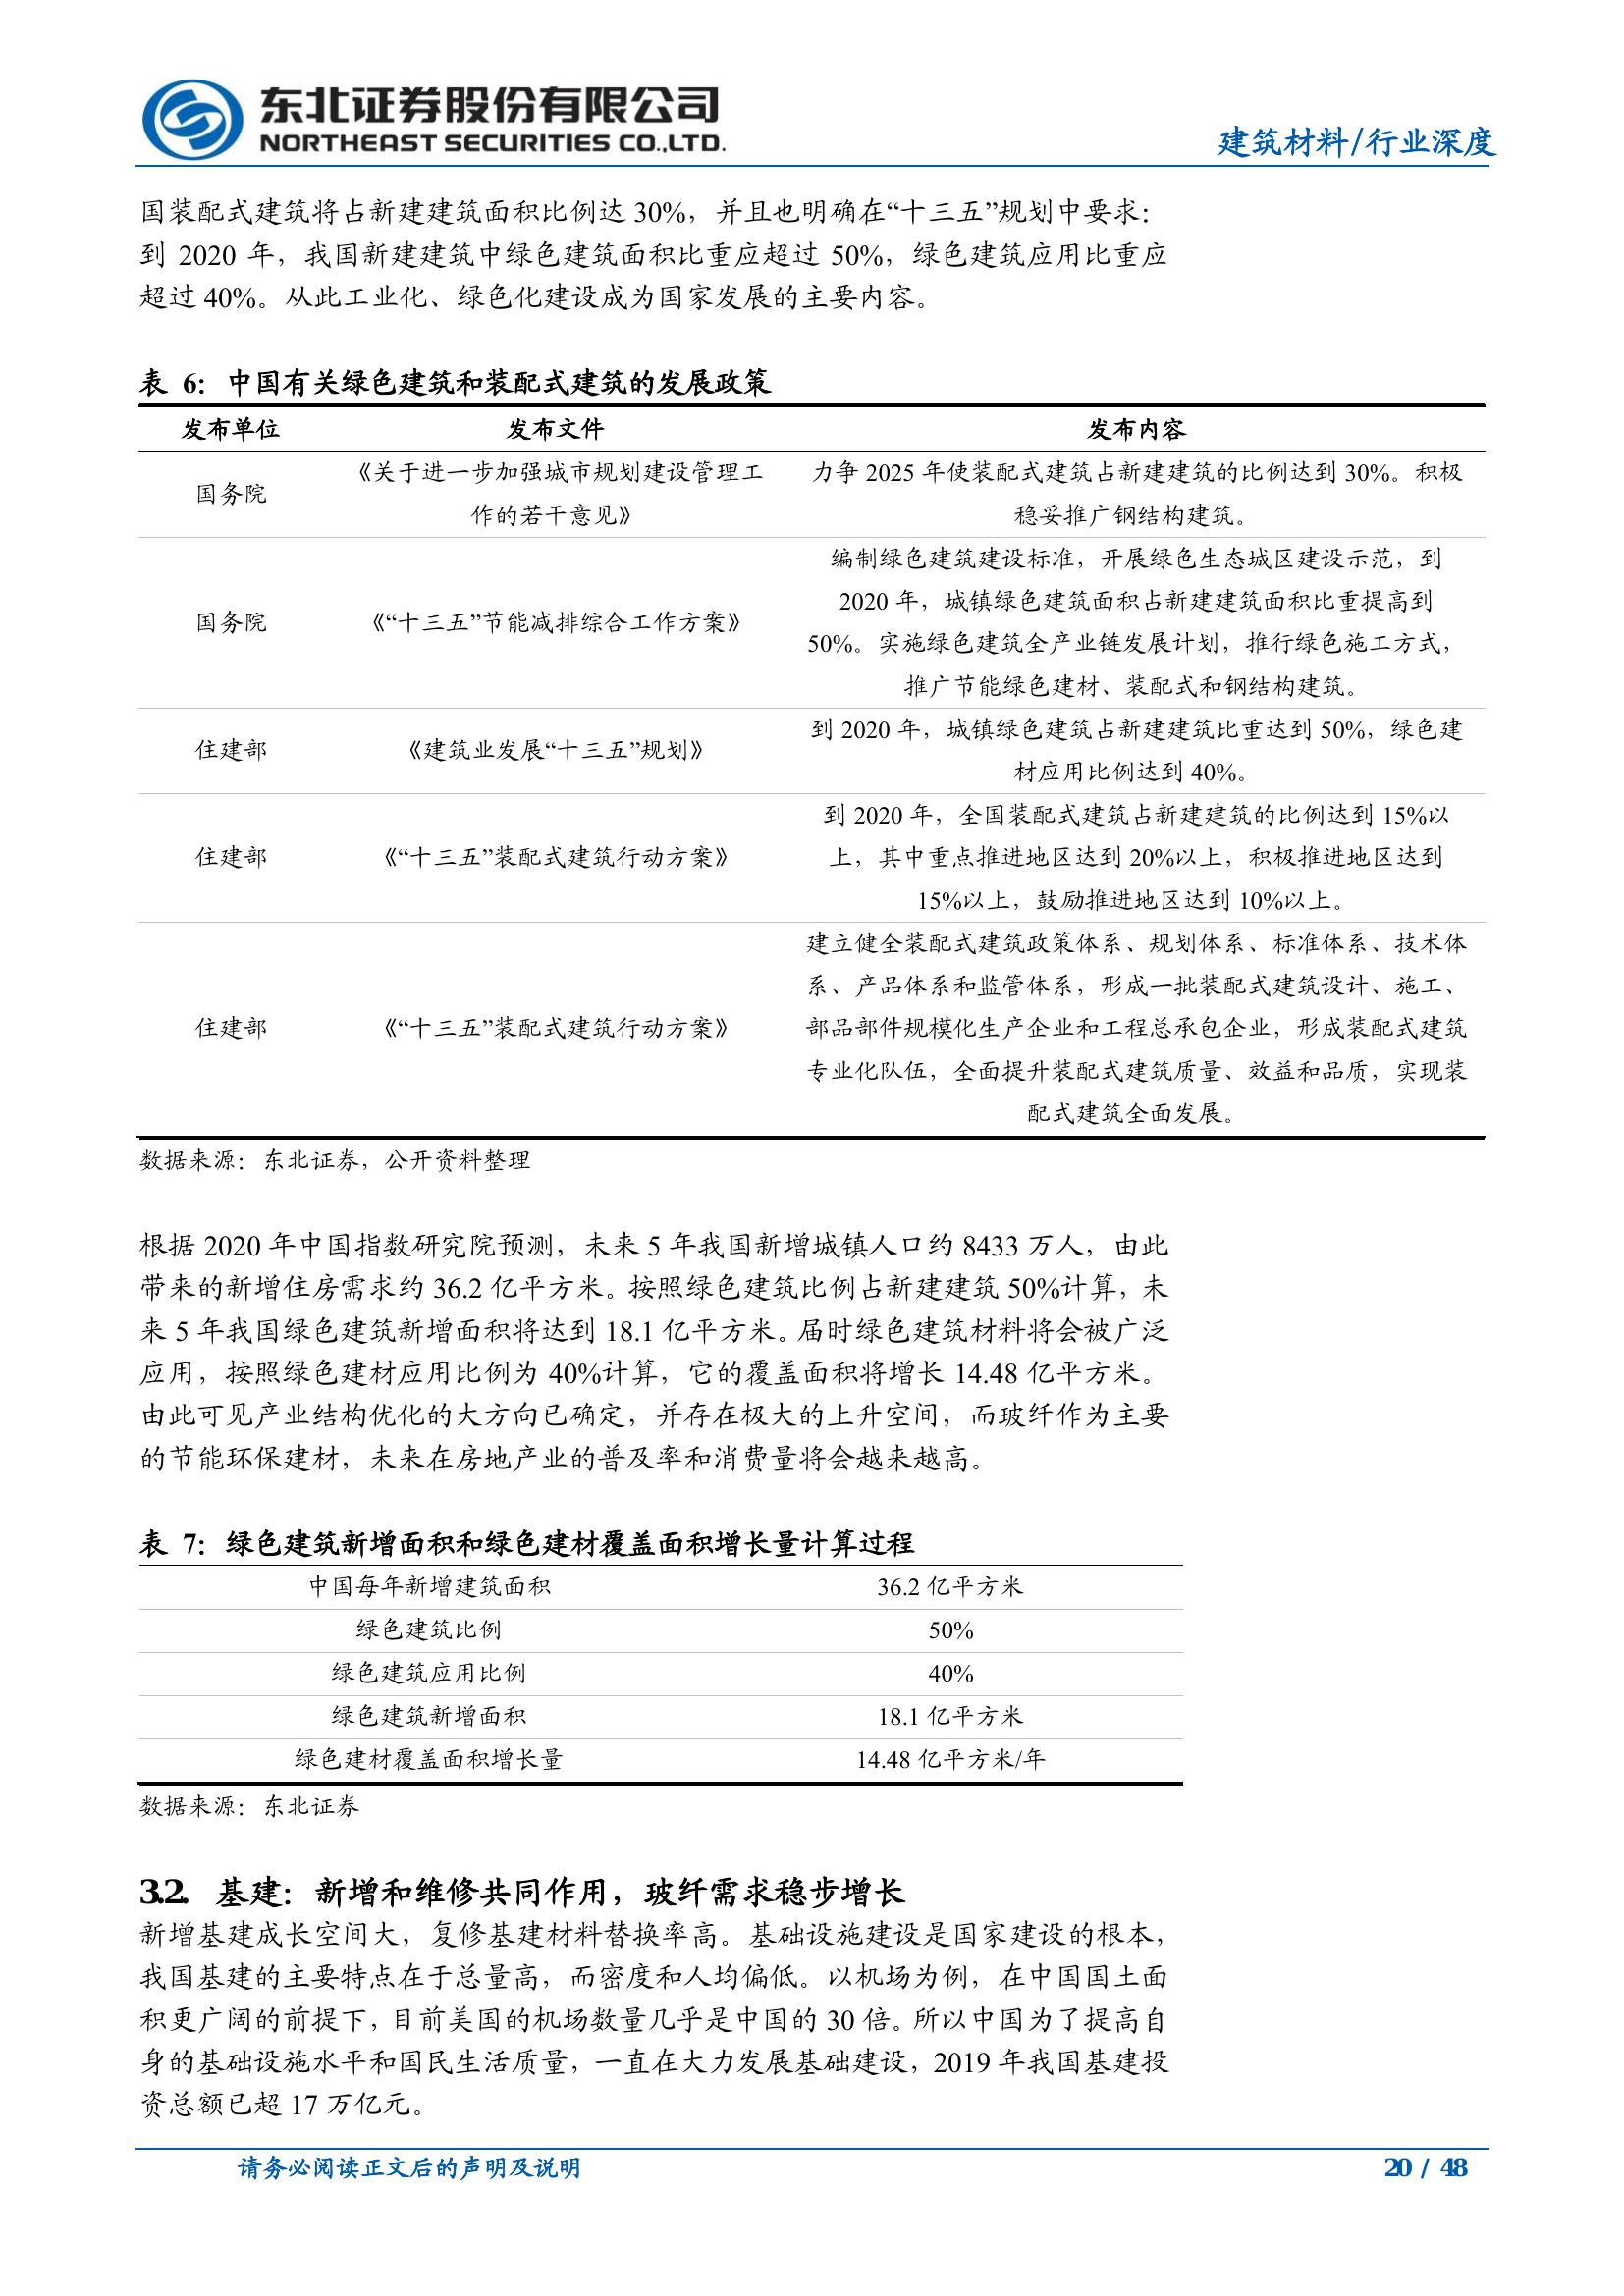 东北证券股份有限公司
NORTHEAST SECURITIES CO.,LTD.
建筑材料/行业深度
国装配式建筑将占新建建筑面积比例达 30%，并且也明确在“十三五”规划中要求：
到 2020 年，我国新建建筑中绿色建筑面积比重应超过 50%，绿色建筑应用比重应
超过 40%。从此工业化、绿色化建设成为国家发展的主要内容。
表 6：中国有关绿色建筑和装配式建筑的发展政策
发布单位 发布文件 发布内容
国务院
《关于进一步加强城市规划建设管理工
作的若干意见》
力争 2025 年使装配式建筑占新建建筑的比例达到 30%。积极
稳妥推广钢结构建筑。
国务院
《“十三五”节能减排综合工作方案》
编制绿色建筑建设标准，开展绿色生态城区建设示范，到
2020 年，城镇绿色建筑面积占新建建筑面积比重提高到
50%。实施绿色建筑全产业链发展计划，推行绿色施工方式，
推广节能绿色建材、装配式和钢结构建筑。
住建部
《建筑业发展“十三五”规划》
到 2020 年，城镇绿色建筑占新建建筑比重达到 50%，绿色建
材应用比例达到 40%。
住建部
《“十三五”装配式建筑行动方案》
到 2020 年，全国装配式建筑占新建建筑的比例达到 15%以
上，其中重点推进地区达到 20%以上，积极推进地区达到
15%以上，鼓励推进地区达到 10%以上。
住建部
《“十三五”装配式建筑行动方案》
建立健全装配式建筑政策体系、规划体系、标准体系、技术体
系、产品体系和监管体系，形成一批装配式建筑设计、施工、
部品部件规模化生产企业和工程总承包企业，形成装配式建筑
专业化队伍，全面提升装配式建筑质量、效益和品质，实现装
配式建筑全面发展。
数据来源：东北证券，公开资料整理
根据 2020 年中国指数研究院预测，未来 5 年我国新增城镇人口约 8433 万人，由此
带来的新增住房需求约 36.2 亿平方米。按照绿色建筑比例占新建建筑 50%计算，未
来 5 年我国绿色建筑新增面积将达到 18.1 亿平方米。届时绿色建筑材料将会被广泛
应用，按照绿色建材应用比例为 40%计算，它的覆盖面积将增长 14.48 亿平方米。
由此可见产业结构优化的大方向已确定，并存在极大的上升空间，而玻纤作为主要
的节能环保建材，未来在房地产业的普及率和消费量将会越来越高。
表 7：绿色建筑新增面积和绿色建材覆盖面积增长量计算过程
中国每年新增建筑面积 36.2 亿平方米
绿色建筑比例 50%
绿色建筑应用比例 40%
绿色建筑新增面积 18.1 亿平方米
绿色建材覆盖面积增长量 14.48 亿平方米/年
数据来源：东北证券
3.2. 基建：新增和维修共同作用，玻纤需求稳步增长
新增基建成长空间大，复修基建材料替换率高。基础设施建设是国家建设的根本，
我国基建的主要特点在于总量高，而密度和人均偏低。以机场为例，在中国国土面
积更广阔的前提下，目前美国的机场数量几乎是中国的 30 倍。所以中国为了提高自
身的基础设施水平和国民生活质量，一直在大力发展基础建设，2019 年我国基建投
资总额已超 17 万亿元。
请务必阅读正文后的声明及说明 20 / 48